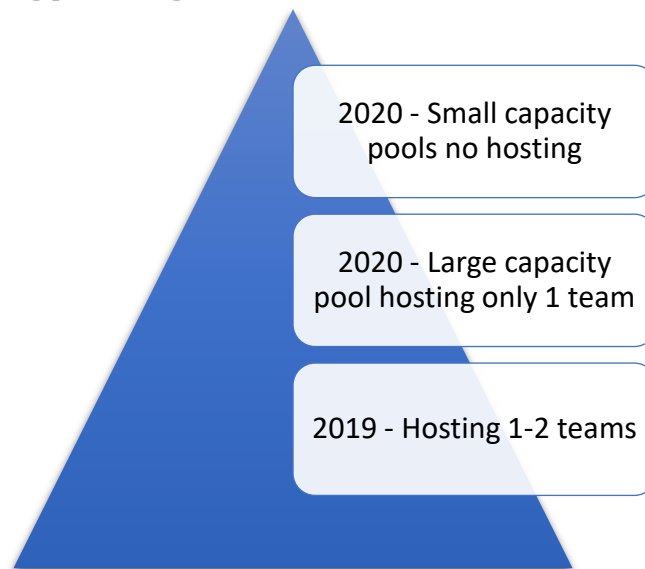 2020 - Small capacity
pools no hosting
2020 - Large capacity
pool hosting only 1 team
2019 - Hosting 1-2 teams